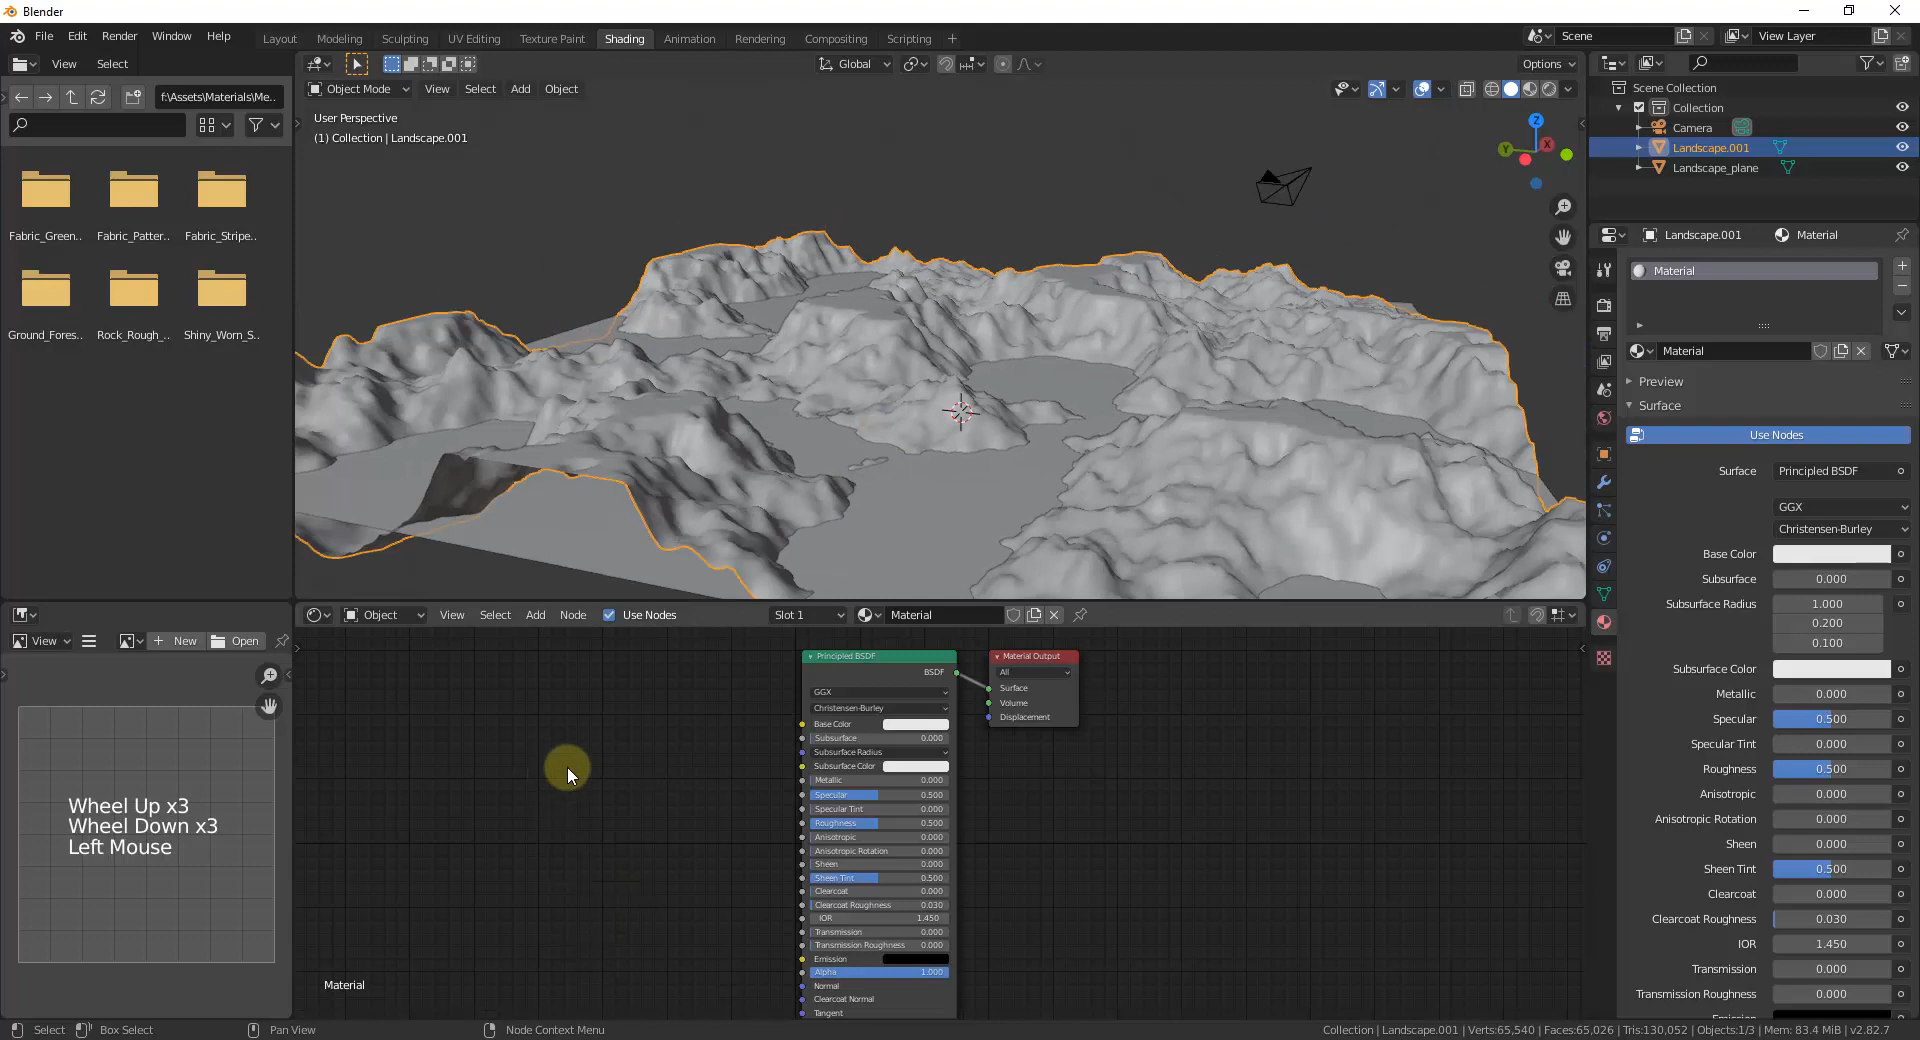 Blender
File Edit Render Window Help
Layout Modeling Sculpting UV Editing Texture Paint Shading Animation Rendering Compositing Scripting +
Scene
View Layer
View Select
Global
Options
f:\Assets\Materials\Me..
Object Mode View Select Add Object
User Perspective
(1) Collection | Landscape.001
Z
Y
X
Scene Collection
Collection
Camera
Landscape.001
Landscape_plane
Fabric_Green..
Fabric_Patter..
Fabric_Stripe..
Ground_Fores..
Rock_Rough_..
Shiny_Worn_S..
Landscape.001 Material
Material
Material
Preview
Surface
Use Nodes
Surface Principled BSDF
GGX
Christensen-Burley
Base Color
Subsurface 0.000
Subsurface Radius 1.000
0.200
0.100
Subsurface Color
Metallic 0.000
Specular 0.500
Specular Tint 0.000
Roughness 0.500
Anisotropic 0.000
Anisotropic Rotation 0.000
Sheen 0.000
Sheen Tint 0.500
Clearcoat 0.000
Clearcoat Roughness 0.030
IOR 1.450
Transmission 0.000
Transmission Roughness 0.000
View New Open
Wheel Up x3
Wheel Down x3
Left Mouse
Object View Select Add Node Use Nodes Slot 1 Material
Principled BSDF
BSDF
GGX
Christensen-Burley
Base Color
Subsurface 0.000
Subsurface Radius
Subsurface Color
Metallic 0.000
Specular 0.500
Specular Tint 0.000
Roughness 0.500
Anisotropic 0.000
Anisotropic Rotation 0.000
Sheen 0.000
Sheen Tint 0.500
Clearcoat 0.000
Clearcoat Roughness 0.030
IOR 1.450
Transmission 0.000
Transmission Roughness 0.000
Emission
Alpha 1.000
Normal
Clearcoat Normal
Tangent
Material Output
All
Surface
Volume
Displacement
Material
Select Box Select Pan View Node Context Menu
Collection | Landscape.001 | Verts:65,540 | Faces:65,026 | Tris:130,052 | Objects:1/3 | Mem: 83.4 MiB | v2.82.7